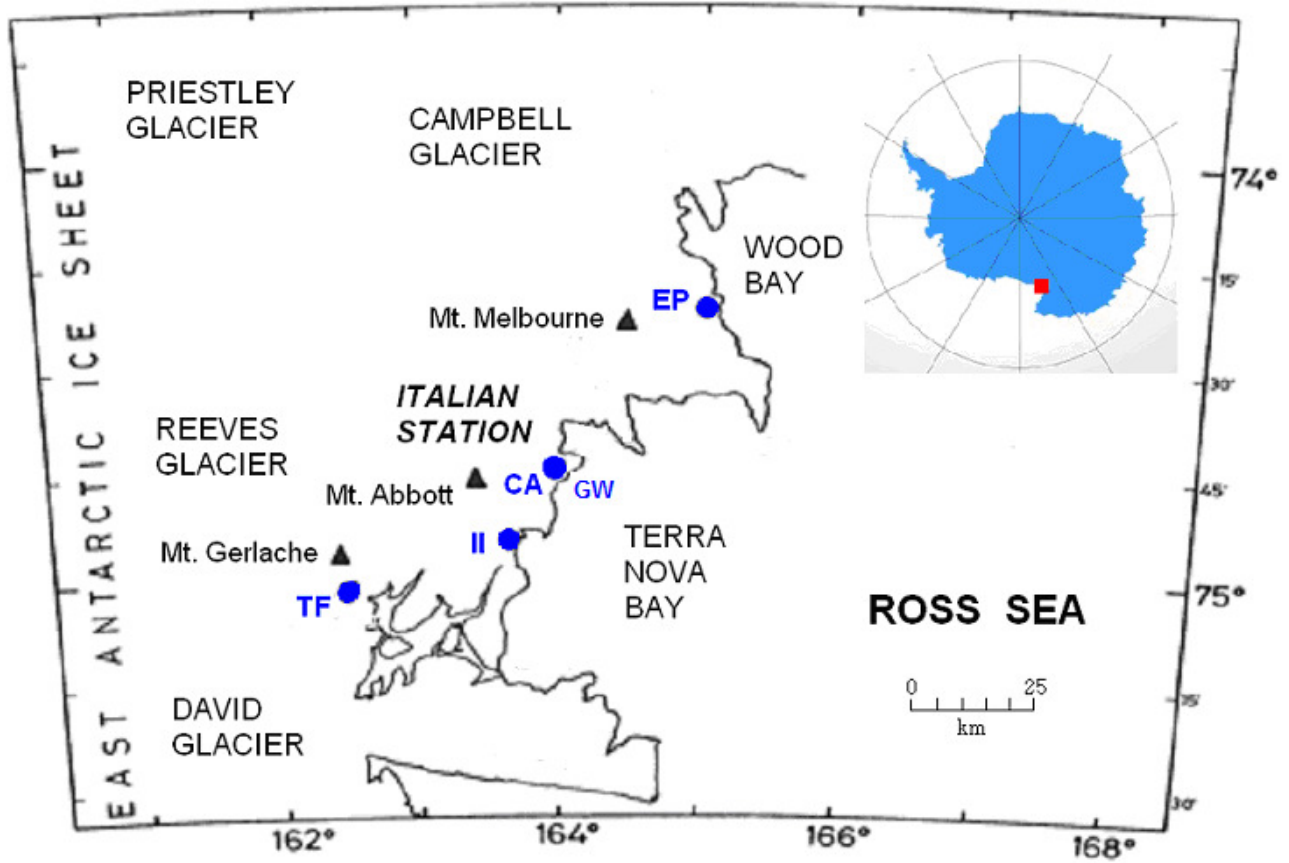 PRIESTLEY
GLACIER
CAMPBELL
GLACIER
EAST ANTARCTIC ICE SHEET
74°
WOOD
BAY
15'
EP
Mt. Melbourne
30'
ITALIAN
STATION
REEVES
GLACIER
CA
GW
45'
Mt. Abbott
II
TERRA
NOVA
BAY
Mt. Gerlache
TF
75°
ROSS SEA
0 25
km
15'
DAVID
GLACIER
30'
162° 164° 166° 168°